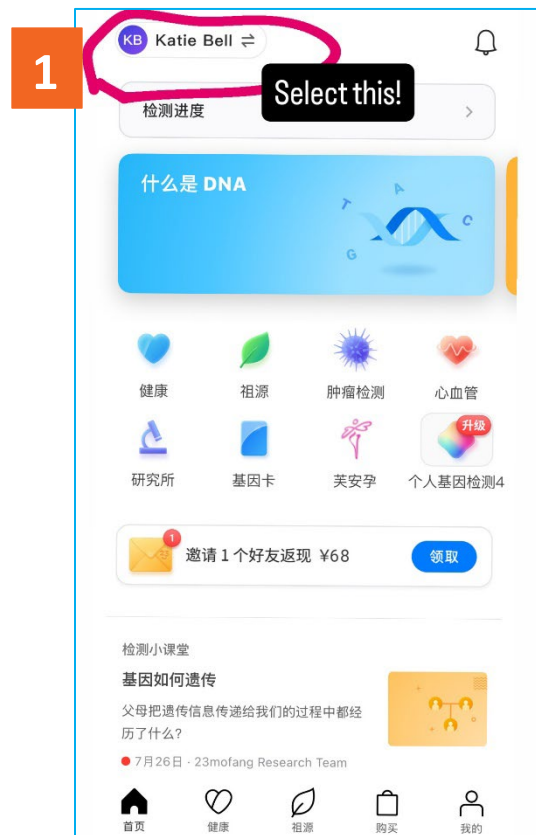 1
KB Katie Bell
Select this!
检测进度
什么是 DNA
T A C G
健康 祖源 肿瘤检测 心血管
升级
研究所 基因卡 芙安孕 个人基因检测4
1
邀请 1 个好友返现 ¥68 领取
检测小课堂
基因如何遗传
父母把遗传信息传递给我们的过程中都经
历了什么?
7月26日 · 23mofang Research Team
首页 健康 祖源 购买 我的